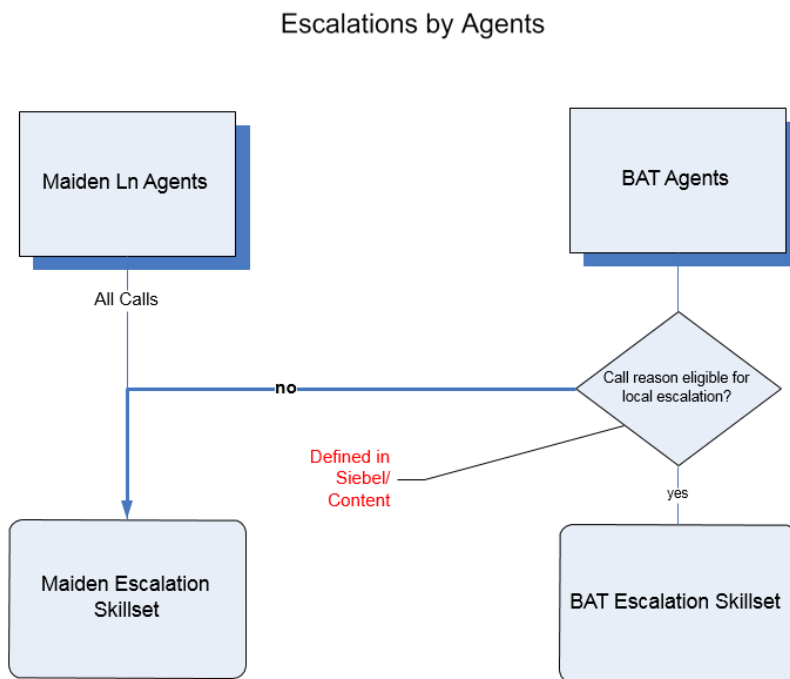 Escalations by Agents
Maiden Ln Agents
BAT Agents
All Calls
Call reason eligible for
local escalation?
no
Defined in
Siebel/
Content
yes
Maiden Escalation
Skillset
BAT Escalation Skillset